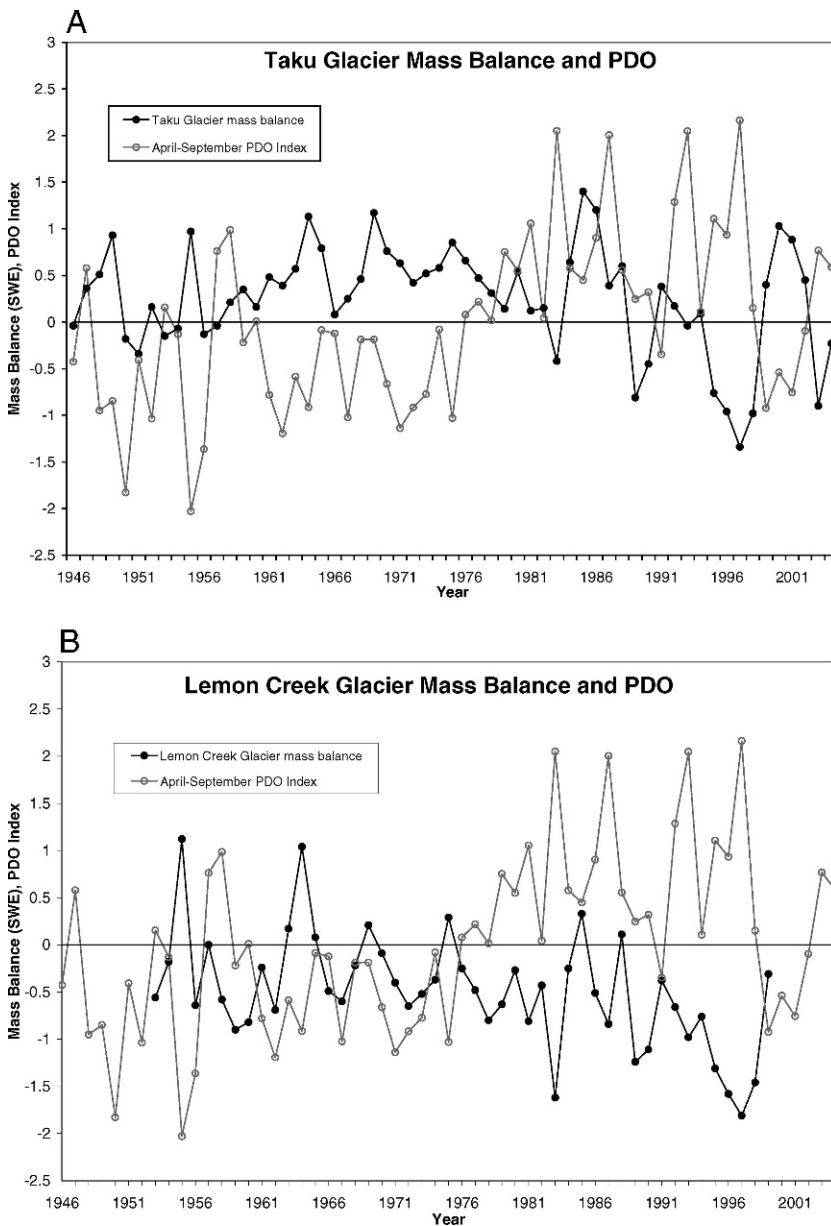 A
Taku Glacier Mass Balance and PDO
Taku Glacier mass balance
April-September PDO Index
Mass Balance (SWE), PDO Index
3
2.5
2
1.5
1
0.5
0
-0.5
-1
-1.5
-2
-2.5
1946 1951 1956 1961 1966 1971 1976 1981 1986 1991 1996 2001
Year
B
Lemon Creek Glacier Mass Balance and PDO
Lemon Creek Glacier mass balance
April-September PDO Index
Mass Balance (SWE), PDO Index
3
2.5
2
1.5
1
0.5
0
-0.5
-1
-1.5
-2
-2.5
1946 1951 1956 1961 1966 1971 1976 1981 1986 1991 1996 2001
Year